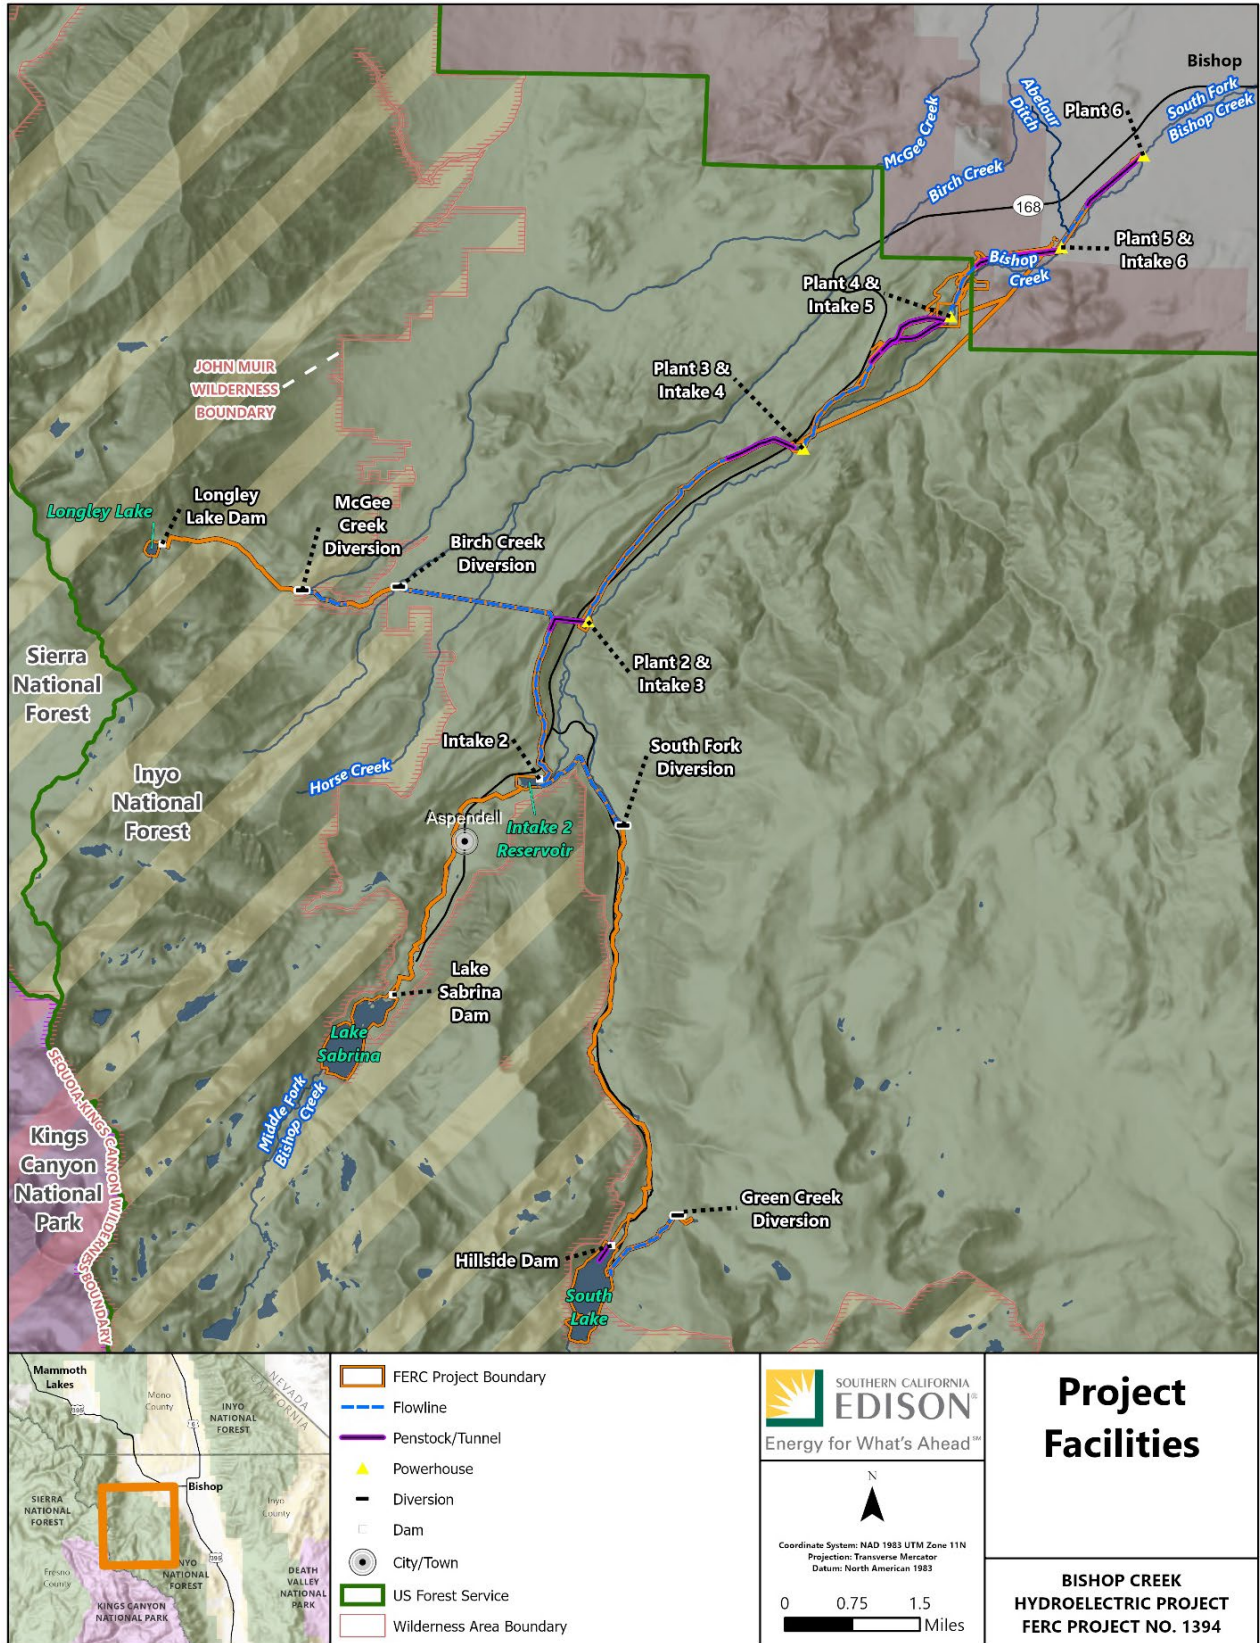 Bishop
South Fork
Bishop Creek
Plant 6
Abelour
Ditch
McGee Creek
Birch Creek
168
Plant 5 &
Intake 6
Bishop
Creek
Plant 4 &
Intake 5
JOHN MUIR
WILDERNESS
BOUNDARY
Plant 3 &
Intake 4
Longley Lake
Longley
Lake Dam
McGee
Creek
Diversion
Birch Creek
Diversion
Sierra
National
Forest
Plant 2 &
Intake 3
Intake 2
South Fork
Diversion
Horse Creek
Inyo
National
Forest
Aspendell
Intake 2
Reservoir
Lake
Sabrina
Dam
Lake
Sabrina
Middle Fork
Bishop Creek
SEQUOIA-KINGS CANYON WILDERNESS BOUNDARY
Kings
Canyon
National
Park
Green Creek
Diversion
Hillside Dam
South
Lake
Mammoth
Lakes
395
Mono
County
6
INYO
NATIONAL
FOREST
NEVADA
CALIFORNIA
Bishop
SIERRA
NATIONAL
FOREST
Inyo
County
395
Fresno
County
INYO
NATIONAL
FOREST
KINGS CANYON
NATIONAL PARK
DEATH
VALLEY
NATIONAL
PARK
FERC Project Boundary
Flowline
Penstock/Tunnel
Powerhouse
Diversion
Dam
City/Town
US Forest Service
Wilderness Area Boundary
SOUTHERN CALIFORNIA
EDISON®
Energy for What's Ahead℠
N
Coordinate System: NAD 1983 UTM Zone 11N
Projection: Transverse Mercator
Datum: North American 1983
0 0.75 1.5
Miles
Project
Facilities
BISHOP CREEK
HYDROELECTRIC PROJECT
FERC PROJECT NO. 1394